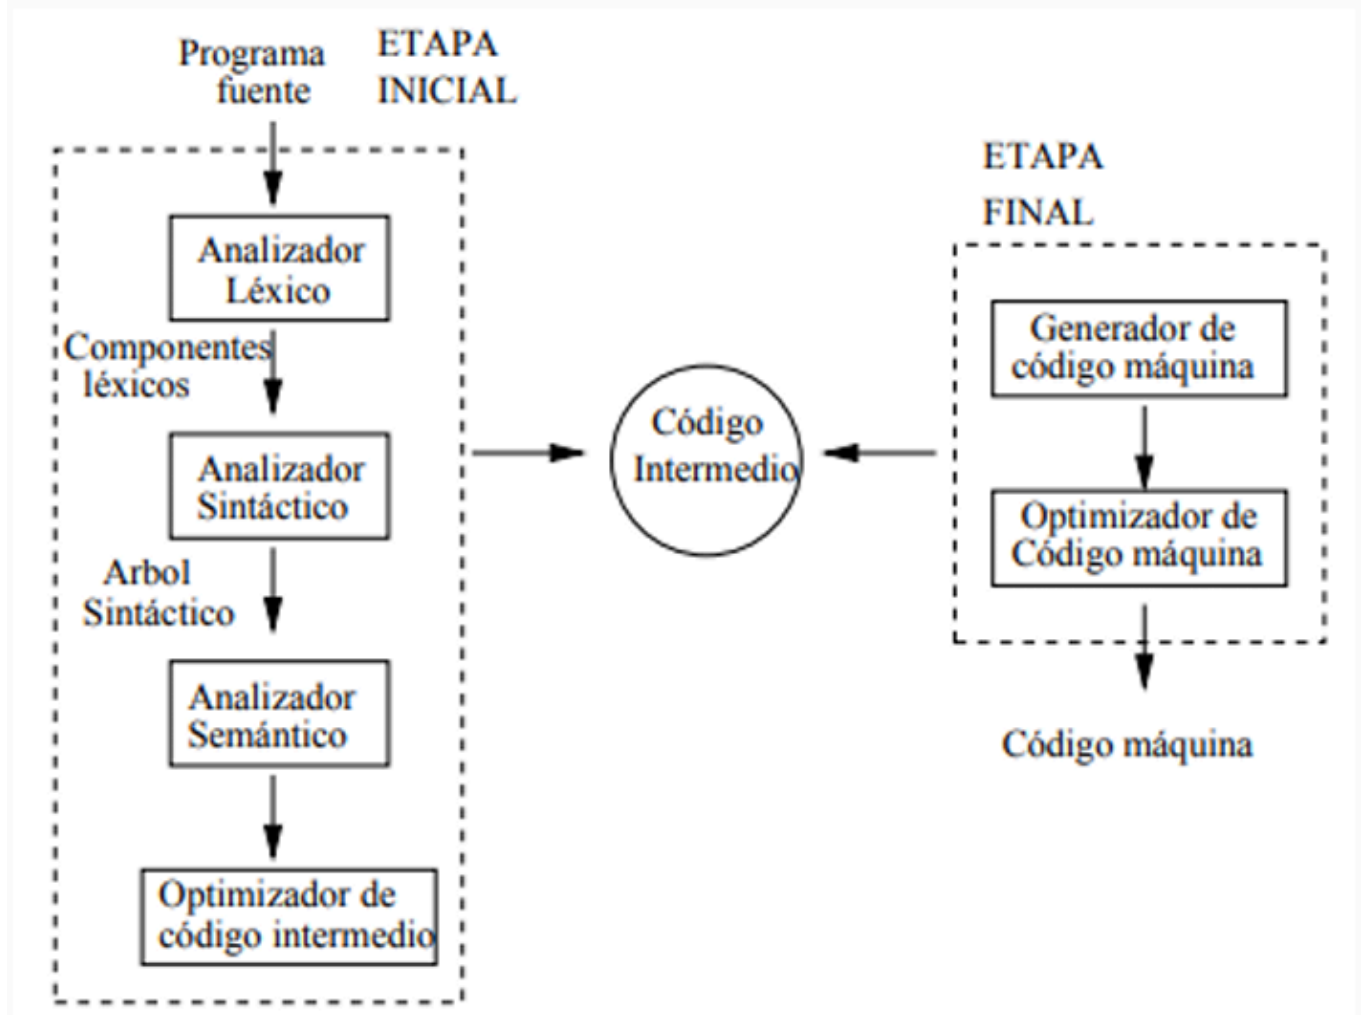 Programa
fuente
ETAPA
INICIAL
Analizador
Léxico
Componentes
léxicos
Analizador
Sintáctico
Arbol
Sintáctico
Analizador
Semántico
Optimizador de
código intermedio
Código
Intermedio
ETAPA
FINAL
Generador de
código máquina
Optimizador de
Código máquina
Código máquina